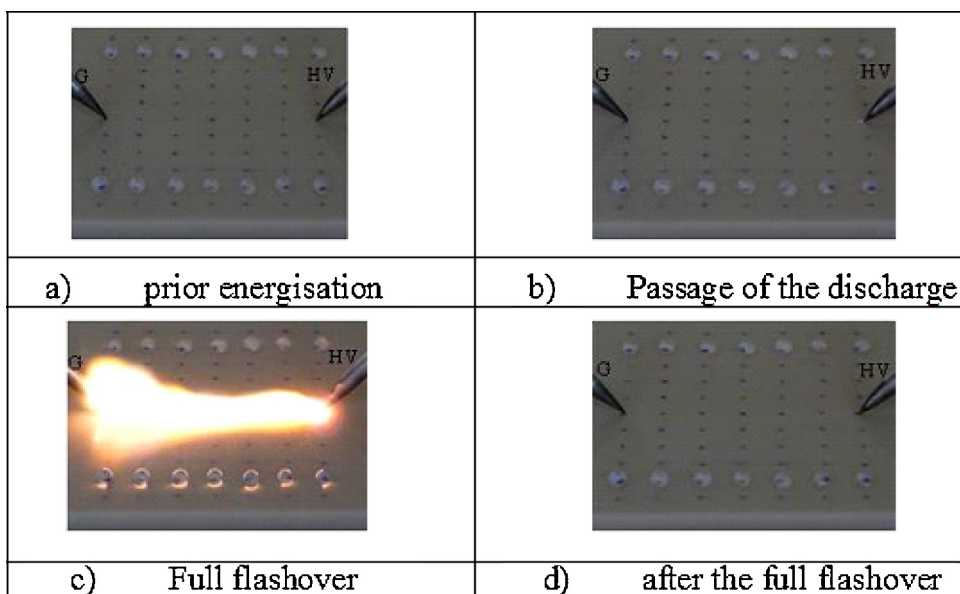 G HV
G HV
a) prior energisation
b) Passage of the discharge
G HV
G HV
c) Full flashover
d) after the full flashover